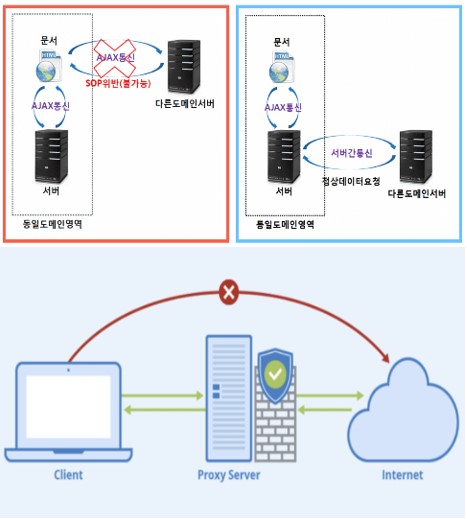 문서
HTML
AJAX통신
SOP위반(불가능)
AJAX통신
다른도메인서버
서버
동일도메인영역
문서
HTML
AJAX통신
서버간통신
정상데이터요청
서버
다른도메인서버
동일도메인영역
Client
Proxy Server
Internet